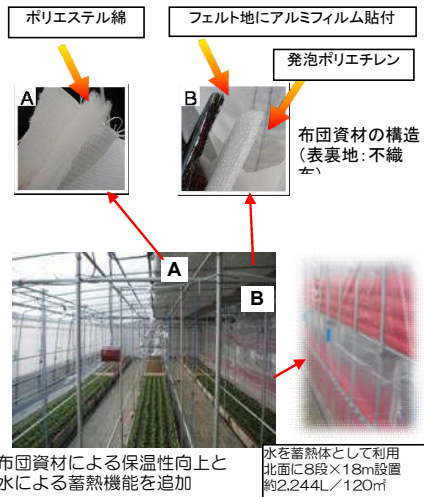 ポリエステル綿
フェルト地にアルミフィルム貼付
発泡ポリエチレン
A
B
布団資材の構造
(表裏地:不織
布)
A
B
布団資材による保温性向上と
水による蓄熱機能を追加
水を蓄熱体として利用
北面に8段×18m設置
約2,244L/120㎡